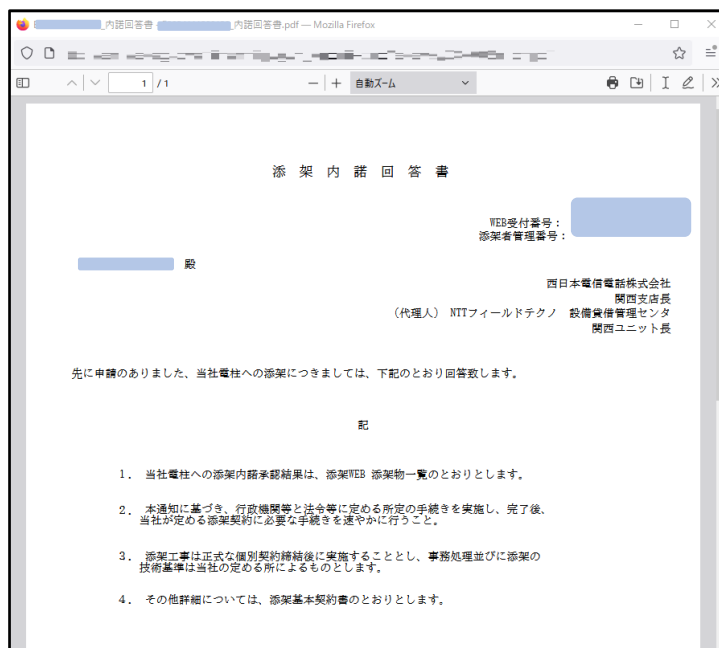 _内諾回答書
_内諾回答書.pdf — Mozilla Firefox
1 /1
自動ズーム
添架内諾回答書
WEB受付番号：
添架者管理番号：
殿
西日本電信電話株式会社
関西支店長
（代理人） NTTフィールドテクノ 設備貸借管理センタ
関西ユニット長
先に申請のありました、当社電柱への添架につきましては、下記のとおり回答致します。
記
1. 当社電柱への添架内諾承認結果は、添架WEB 添架物一覧のとおりとします。
2. 本通知に基づき、行政機関等と法令等に定める所定の手続きを実施し、完了後、
当社が定める添架契約に必要な手続きを速やかに行うこと。
3. 添架工事は正式な個別契約締結後に実施することとし、事務処理並びに添架の
技術基準は当社の定める所によるものとします。
4. その他詳細については、添架基本契約書のとおりとします。